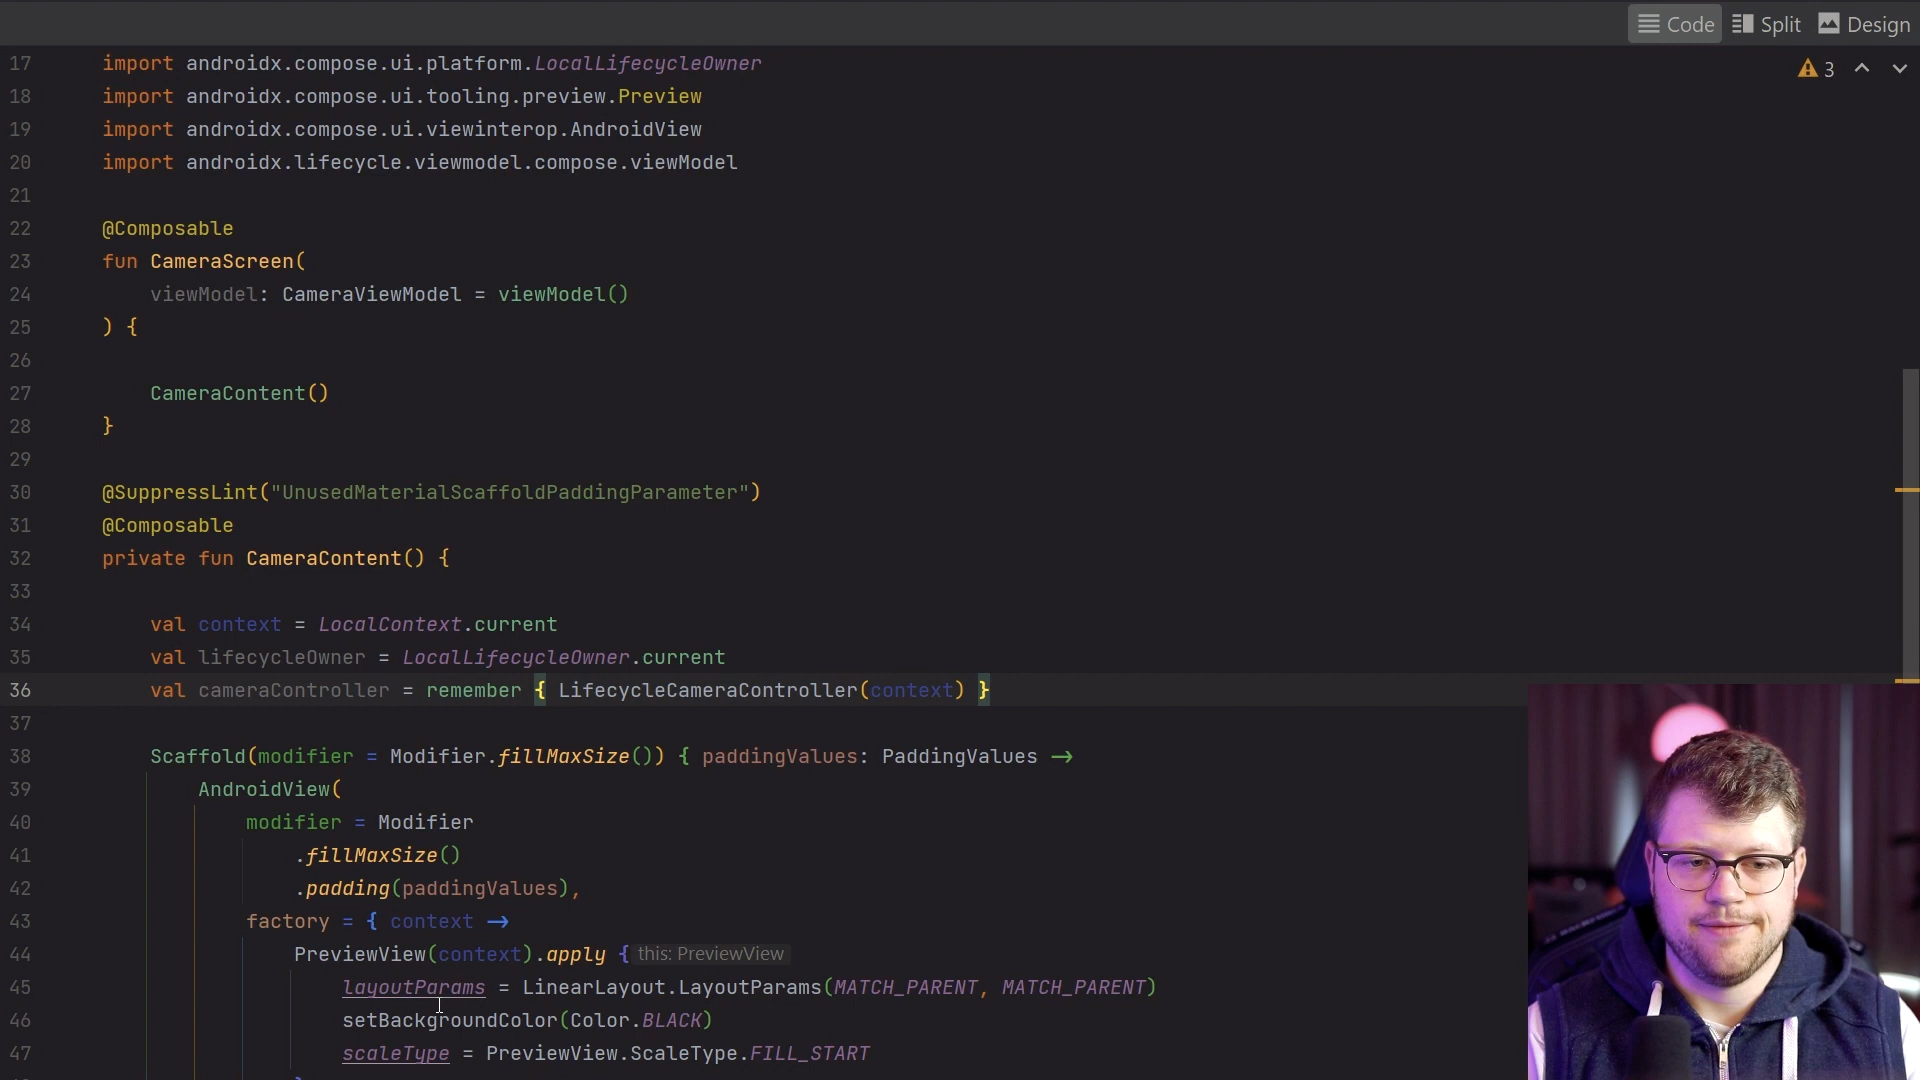 Code Split Design
17 import androidx.compose.ui.platform.LocalLifecycleOwner
3
18 import androidx.compose.ui.tooling.preview.Preview
19 import androidx.compose.ui.viewinterop.AndroidView
20 import androidx.lifecycle.viewmodel.compose.viewModel
21
22 @Composable
23 fun CameraScreen(
24 viewModel: CameraViewModel = viewModel()
25 ) {
26
27 CameraContent()
28 }
29
30 @SuppressLint("UnusedMaterialScaffoldPaddingParameter")
31 @Composable
32 private fun CameraContent() {
33
34 val context = LocalContext.current
35 val lifecycleOwner = LocalLifecycleOwner.current
36 val cameraController = remember { LifecycleCameraController(context) }
37
38 Scaffold(modifier = Modifier.fillMaxSize()) { paddingValues: PaddingValues →
39 AndroidView(
40 modifier = Modifier
41 .fillMaxSize()
42 .padding(paddingValues),
43 factory = { context →
44 PreviewView(context).apply { this: PreviewView
45 layoutParams = LinearLayout.LayoutParams(MATCH_PARENT, MATCH_PARENT)
46 setBackgroundColor(Color.BLACK)
47 scaleType = PreviewView.ScaleType.FILL_START